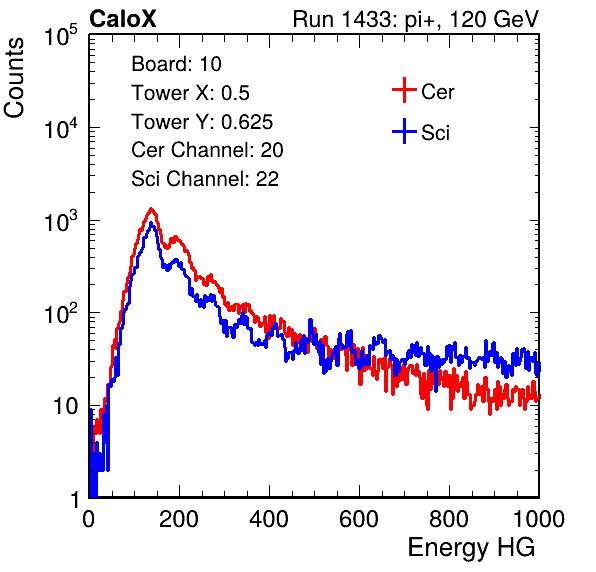 CaloX Run 1433: pi+, 120 GeV
Counts
Board: 10
Tower X: 0.5
Tower Y: 0.625
Cer Channel: 20
Sci Channel: 22
Cer
Sci
10^5
10^4
10^3
10^2
10
1
0 200 400 600 800 1000
Energy HG